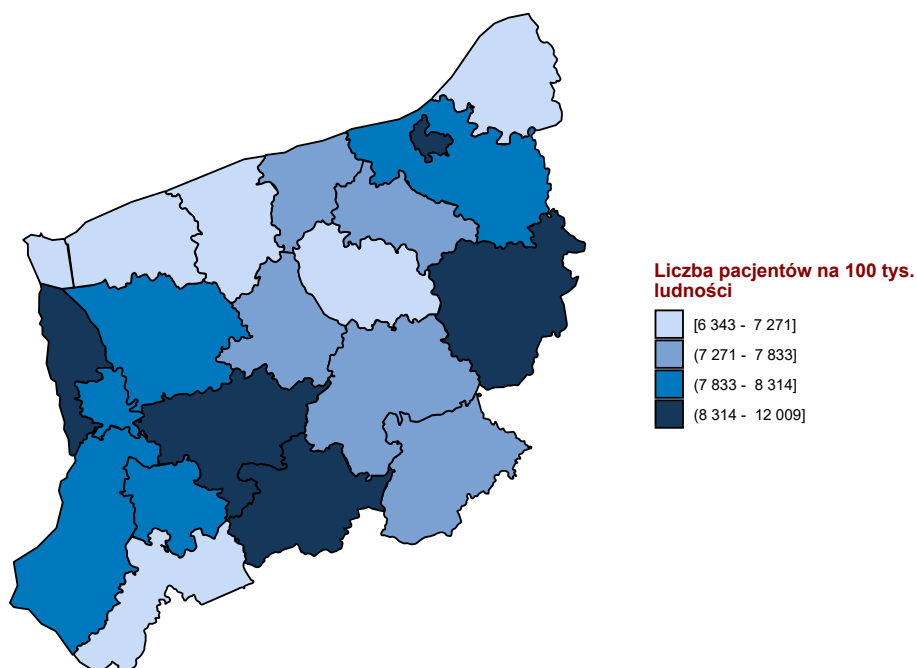 Liczba pacjentów na 100 tys.
ludności
[6 343 - 7 271]
(7 271 - 7 833]
(7 833 - 8 314]
(8 314 - 12 009]